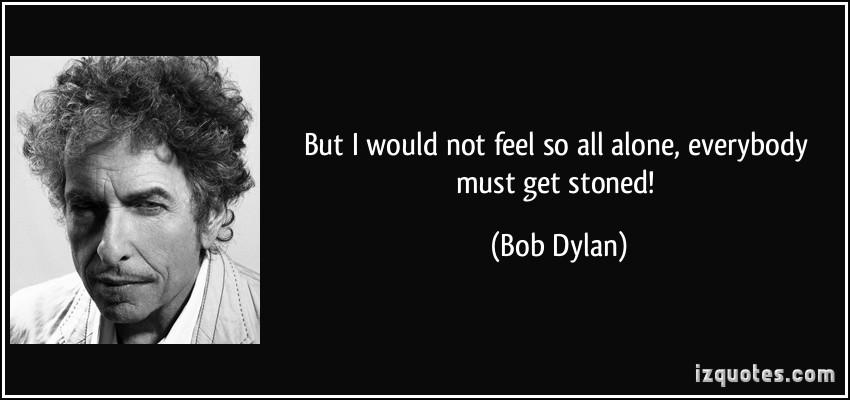 But I would not feel so all alone, everybody
must get stoned!
(Bob Dylan)
izquotes.com